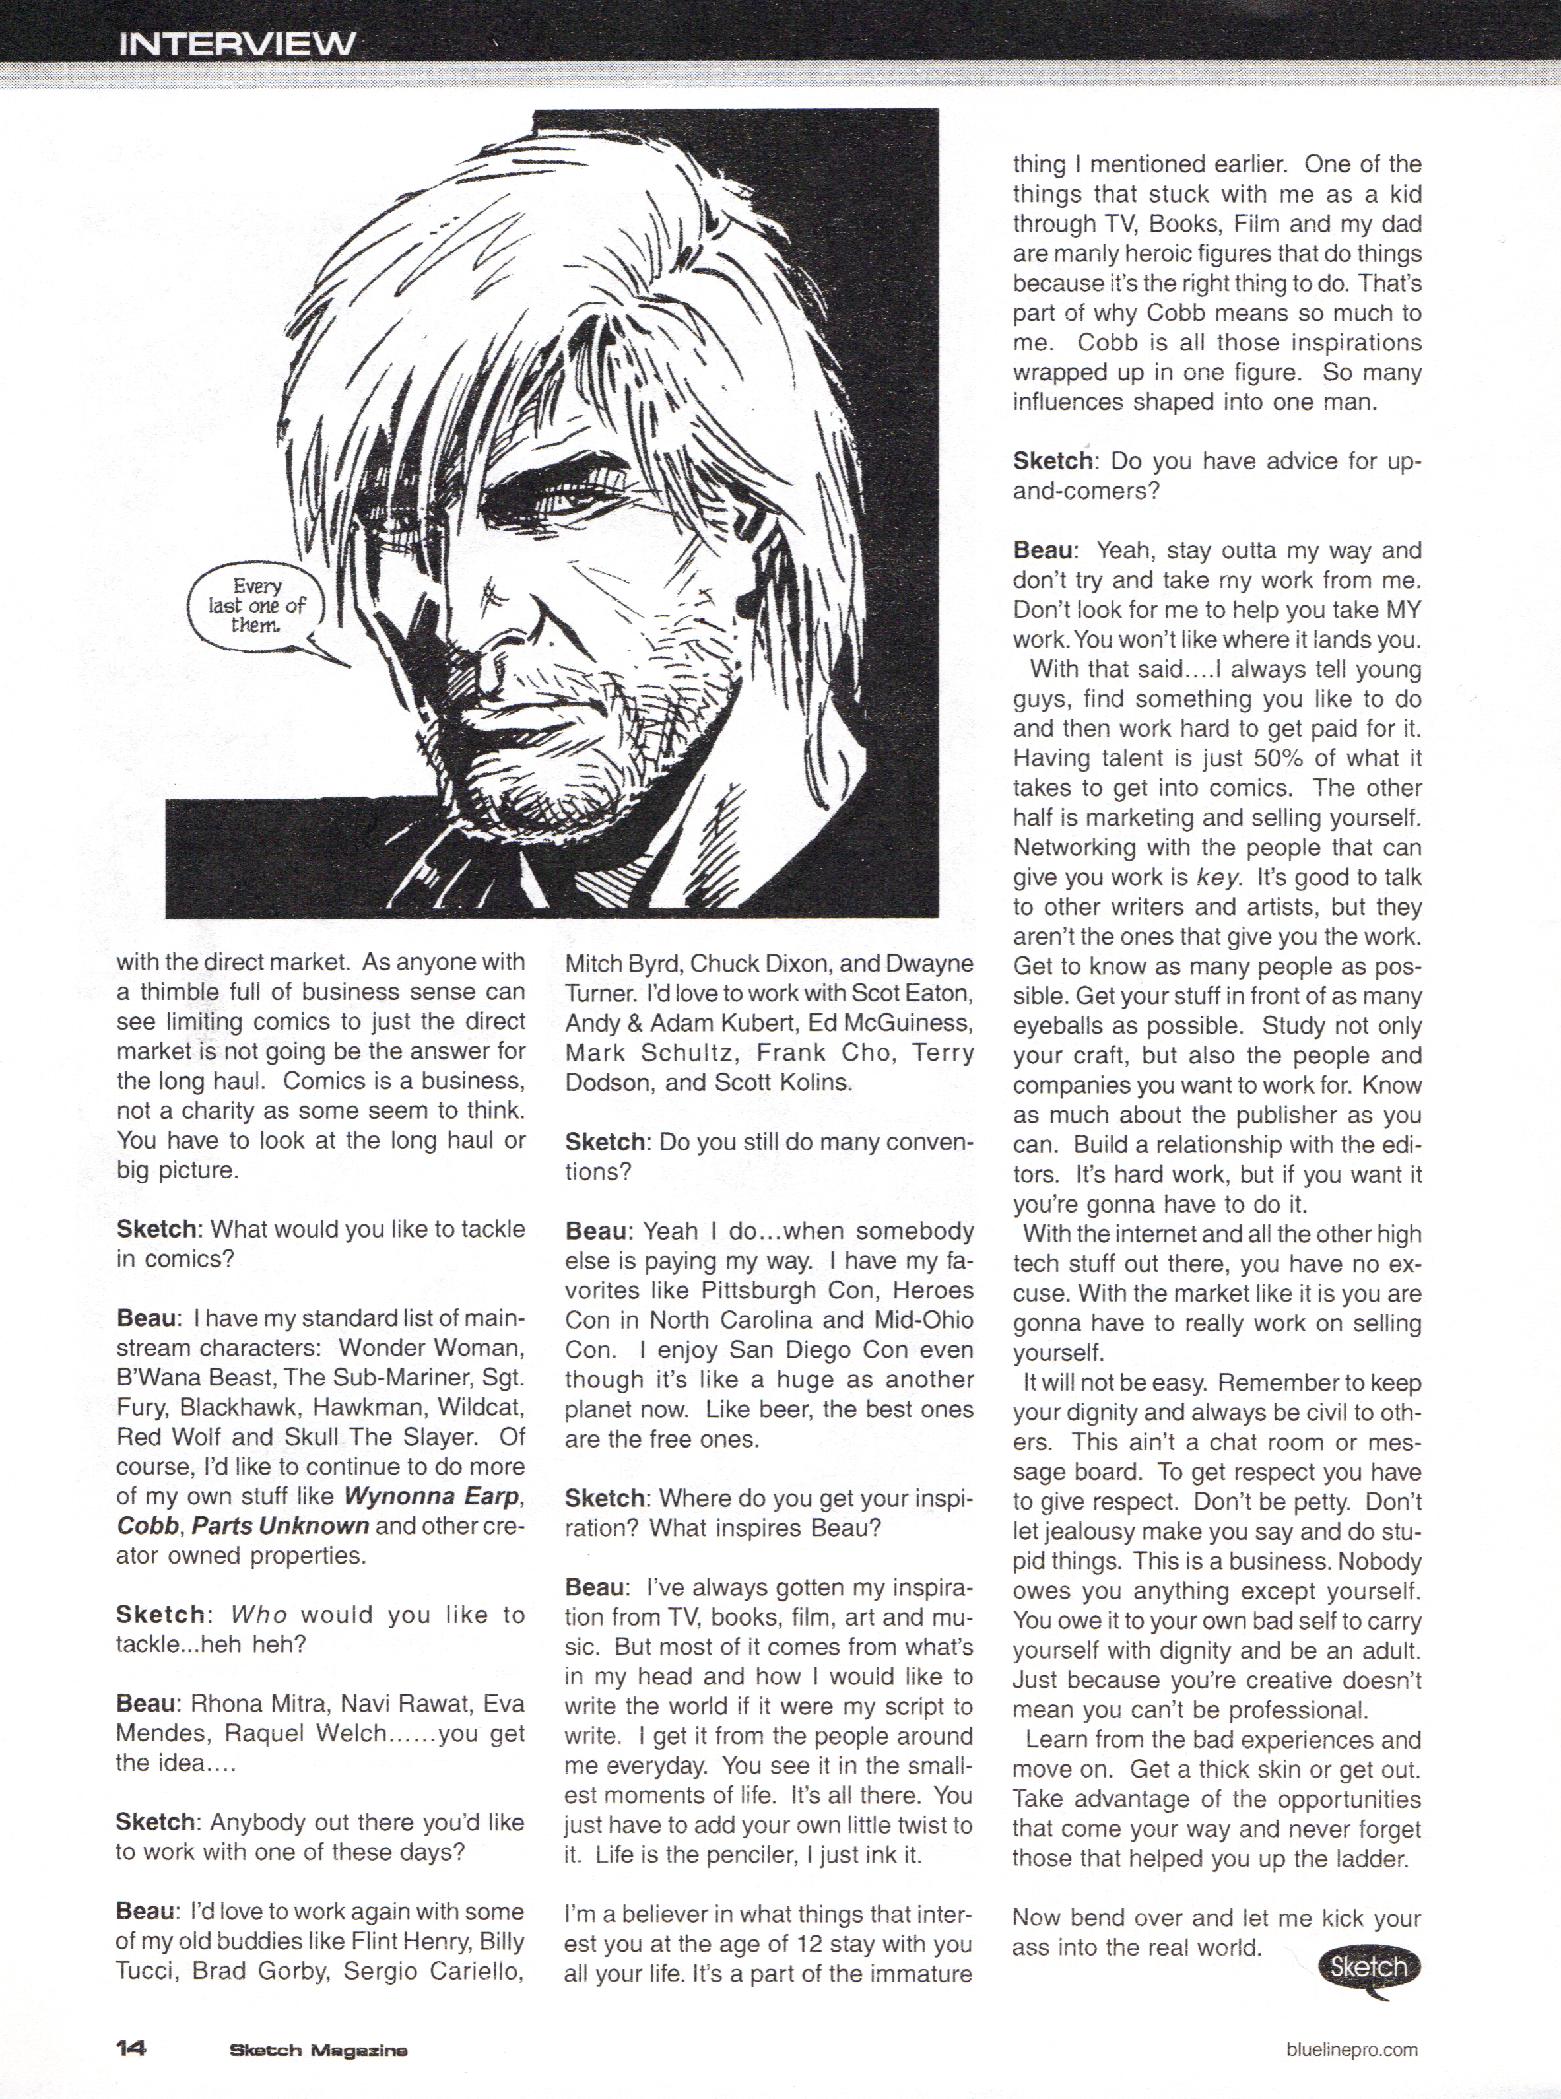 INTERVIEW
Every
last one of
them.
with the direct market. As anyone with
a thimble full of business sense can
see limiting comics to just the direct
market is not going be the answer for
the long haul. Comics is a business,
not a charity as some seem to think.
You have to look at the long haul or
big picture.
Sketch: What would you like to tackle
in comics?
Beau: I have my standard list of main-
stream characters: Wonder Woman,
B'Wana Beast, The Sub-Mariner, Sgt.
Fury, Blackhawk, Hawkman, Wildcat,
Red Wolf and Skull The Slayer. Of
course, I'd like to continue to do more
of my own stuff like Wynonna Earp,
Cobb, Parts Unknown and other cre-
ator owned properties.
Sketch: Who would you like to
tackle...heh heh?
Beau: Rhona Mitra, Navi Rawat, Eva
Mendes, Raquel Welch......you get
the idea....
Sketch: Anybody out there you'd like
to work with one of these days?
Beau: I'd love to work again with some
of my old buddies like Flint Henry, Billy
Tucci, Brad Gorby, Sergio Cariello,
Mitch Byrd, Chuck Dixon, and Dwayne
Turner. I'd love to work with Scot Eaton,
Andy & Adam Kubert, Ed McGuiness,
Mark Schultz, Frank Cho, Terry
Dodson, and Scott Kolins.
Sketch: Do you still do many conven-
tions?
Beau: Yeah I do...when somebody
else is paying my way. I have my fa-
vorites like Pittsburgh Con, Heroes
Con in North Carolina and Mid-Ohio
Con. I enjoy San Diego Con even
though it's like a huge as another
planet now. Like beer, the best ones
are the free ones.
Sketch: Where do you get your inspi-
ration? What inspires Beau?
Beau: I've always gotten my inspira-
tion from TV, books, film, art and mu-
sic. But most of it comes from what's
in my head and how I would like to
write the world if it were my script to
write. I get it from the people around
me everyday. You see it in the small-
est moments of life. It's all there. You
just have to add your own little twist to
it. Life is the penciler, I just ink it.
I'm a believer in what things that inter-
est you at the age of 12 stay with you
all your life. It's a part of the immature
thing I mentioned earlier. One of the
things that stuck with me as a kid
through TV, Books, Film and my dad
are manly heroic figures that do things
because it's the right thing to do. That's
part of why Cobb means so much to
me. Cobb is all those inspirations
wrapped up in one figure. So many
influences shaped into one man.
Sketch: Do you have advice for up-
and-comers?
Beau: Yeah, stay outta my way and
don't try and take my work from me.
Don't look for me to help you take MY
work. You won't like where it lands you.
With that said....I always tell young
guys, find something you like to do
and then work hard to get paid for it.
Having talent is just 50% of what it
takes to get into comics. The other
half is marketing and selling yourself.
Networking with the people that can
give you work is key. It's good to talk
to other writers and artists, but they
aren't the ones that give you the work.
Get to know as many people as pos-
sible. Get your stuff in front of as many
eyeballs as possible. Study not only
your craft, but also the people and
companies you want to work for. Know
as much about the publisher as you
can. Build a relationship with the edi-
tors. It's hard work, but if you want it
you're gonna have to do it.
With the internet and all the other high
tech stuff out there, you have no ex-
cuse. With the market like it is you are
gonna have to really work on selling
yourself.
It will not be easy. Remember to keep
your dignity and always be civil to oth-
ers. This ain't a chat room or mes-
sage board. To get respect you have
to give respect. Don't be petty. Don't
let jealousy make you say and do stu-
pid things. This is a business. Nobody
owes you anything except yourself.
You owe it to your own bad self to carry
yourself with dignity and be an adult.
Just because you're creative doesn't
mean you can't be professional.
Learn from the bad experiences and
move on. Get a thick skin or get out.
Take advantage of the opportunities
that come your way and never forget
those that helped you up the ladder.
Now bend over and let me kick your
ass into the real world.
Sketch
14 Sketch Magazine
bluelinepro.com